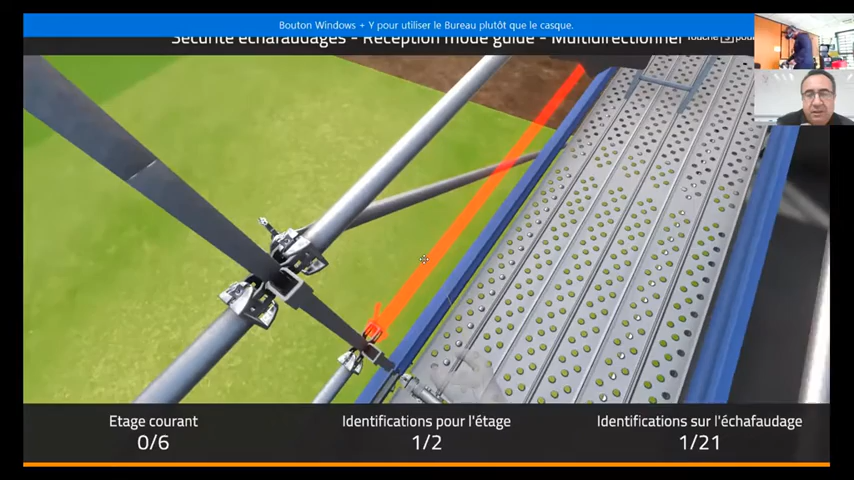 Bouton Windows + Y pour utiliser le Bureau plutôt que le casque.
Sécurité échafaudages - Réception mode guidé - Multidirectionnel
Etage courant
0/6
Identifications pour l'étage
1/2
Identifications sur l'échafaudage
1/21